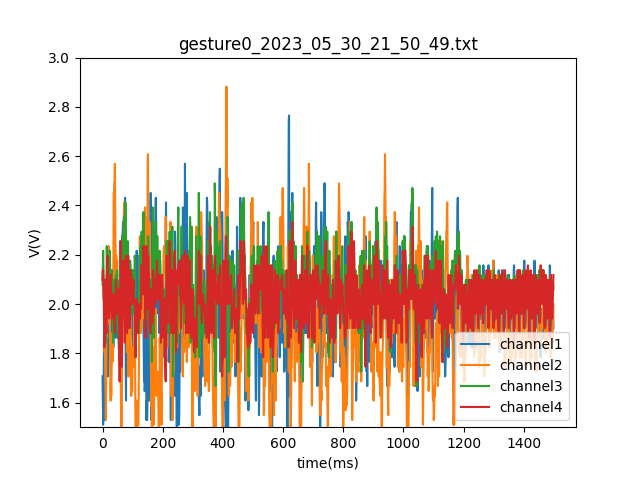 gesture0_2023_05_30_21_50_49.txt
3.0
2.8
2.6
2.4
2.2
2.0
1.8
1.6
V(V)
channel1
channel2
channel3
channel4
0 200 400 600 800 1000 1200 1400
time(ms)